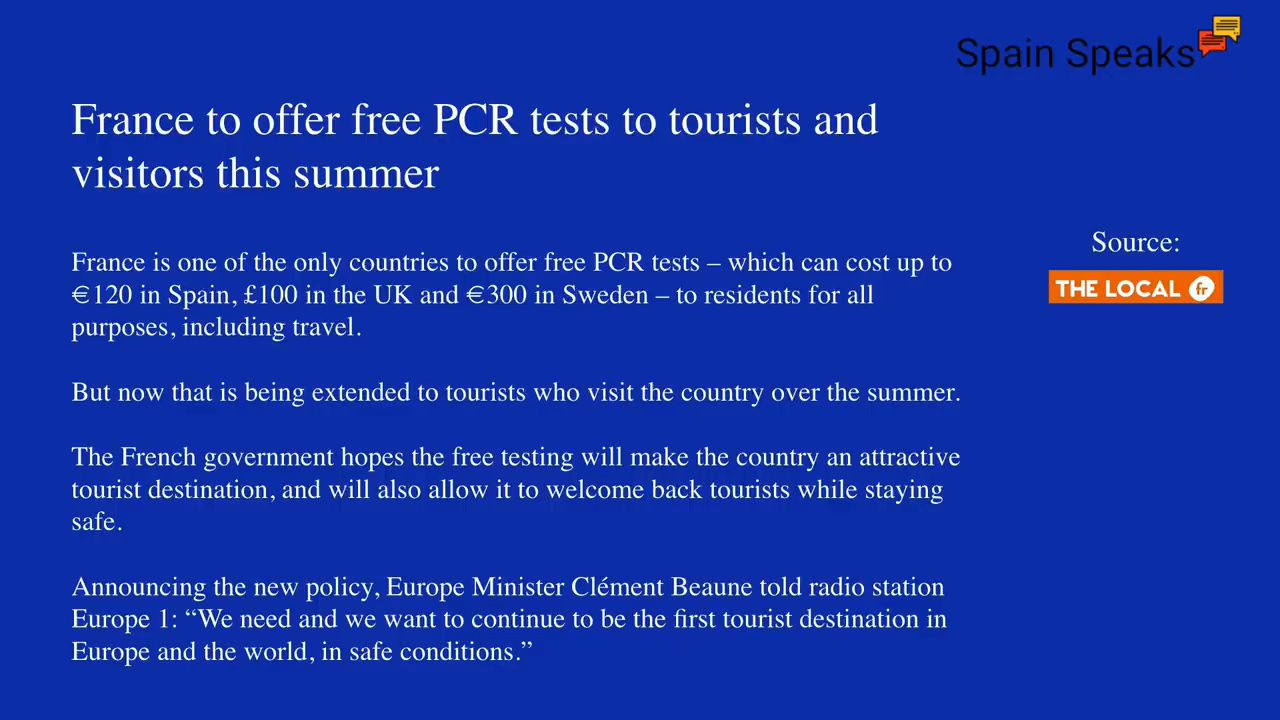 Spain Speaks
France to offer free PCR tests to tourists and
visitors this summer
France is one of the only countries to offer free PCR tests – which can cost up to
€120 in Spain, £100 in the UK and €300 in Sweden – to residents for all
purposes, including travel.
But now that is being extended to tourists who visit the country over the summer.
The French government hopes the free testing will make the country an attractive
tourist destination, and will also allow it to welcome back tourists while staying
safe.
Announcing the new policy, Europe Minister Clément Beaune told radio station
Europe 1: “We need and we want to continue to be the first tourist destination in
Europe and the world, in safe conditions.”
Source:
THE LOCAL fr